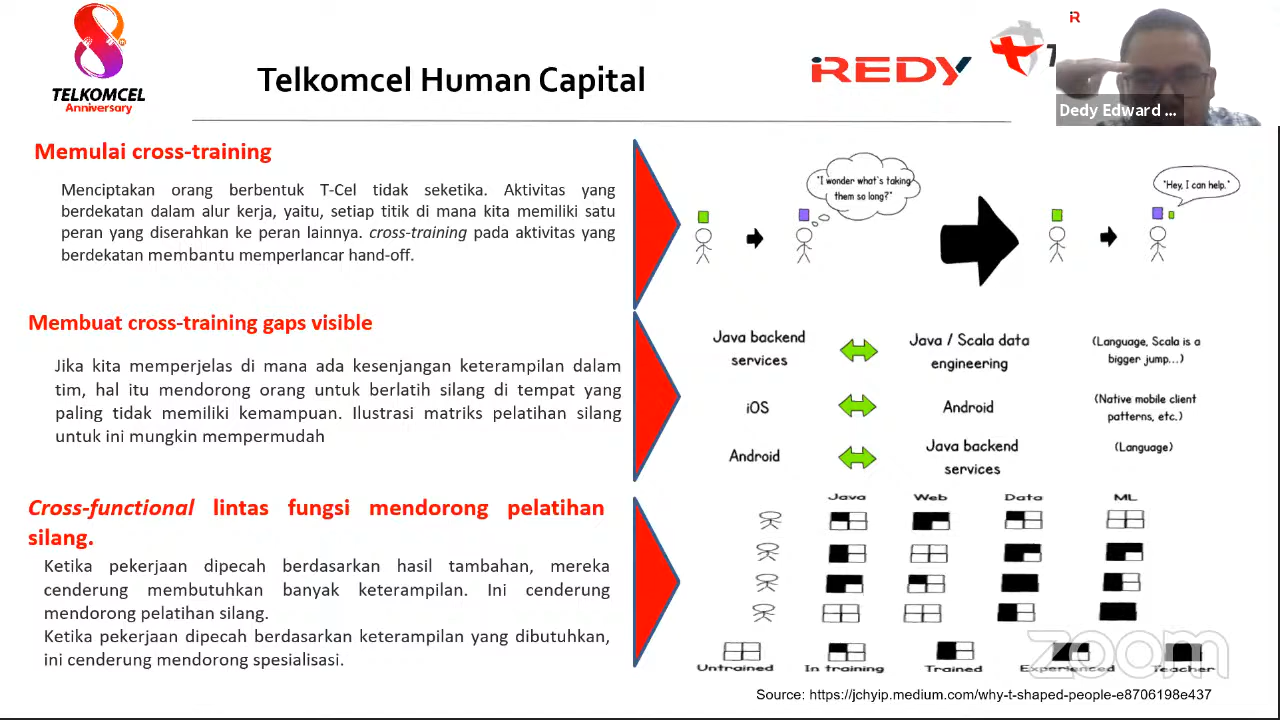 TELKOMCEL
Anniversary
Telkomcel Human Capital
iREDY
Dedy Edward ...
Memulai cross-training
Menciptakan orang berbentuk T-Cel tidak seketika. Aktivitas yang
berdekatan dalam alur kerja, yaitu, setiap titik di mana kita memiliki satu
peran yang diserahkan ke peran lainnya. cross-training pada aktivitas yang
berdekatan membantu memperlancar hand-off.
"I wonder what's taking
them so long?"
"Hey, I can help."
Membuat cross-training gaps visible
Jika kita memperjelas di mana ada kesenjangan keterampilan dalam
tim, hal itu mendorong orang untuk berlatih silang di tempat yang
paling tidak memiliki kemampuan. Ilustrasi matriks pelatihan silang
untuk ini mungkin mempermudah
Java backend
services
Java / Scala data
engineering
(Language, Scala is a
bigger jump...)
iOS
Android
(Native mobile client
patterns, etc.)
Android
Java backend
services
(Language)
Cross-functional lintas fungsi mendorong pelatihan
silang.
Ketika pekerjaan dipecah berdasarkan hasil tambahan, mereka
cenderung membutuhkan banyak keterampilan. Ini cenderung
mendorong pelatihan silang.
Ketika pekerjaan dipecah berdasarkan keterampilan yang dibutuhkan,
ini cenderung mendorong spesialisasi.
Java Web Data ML
Untrained In training Trained Experienced Teacher
zoom
Source: https://jchyip.medium.com/why-t-shaped-people-e8706198e437